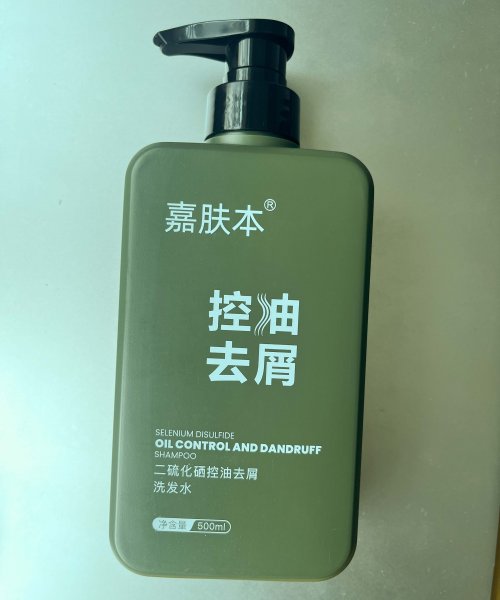 嘉肤本®
控油
去屑
SELENIUM DISULFIDE
OIL CONTROL AND DANDRUFF
SHAMPOO
二硫化硒控油去屑
洗发水
净含量 500ml